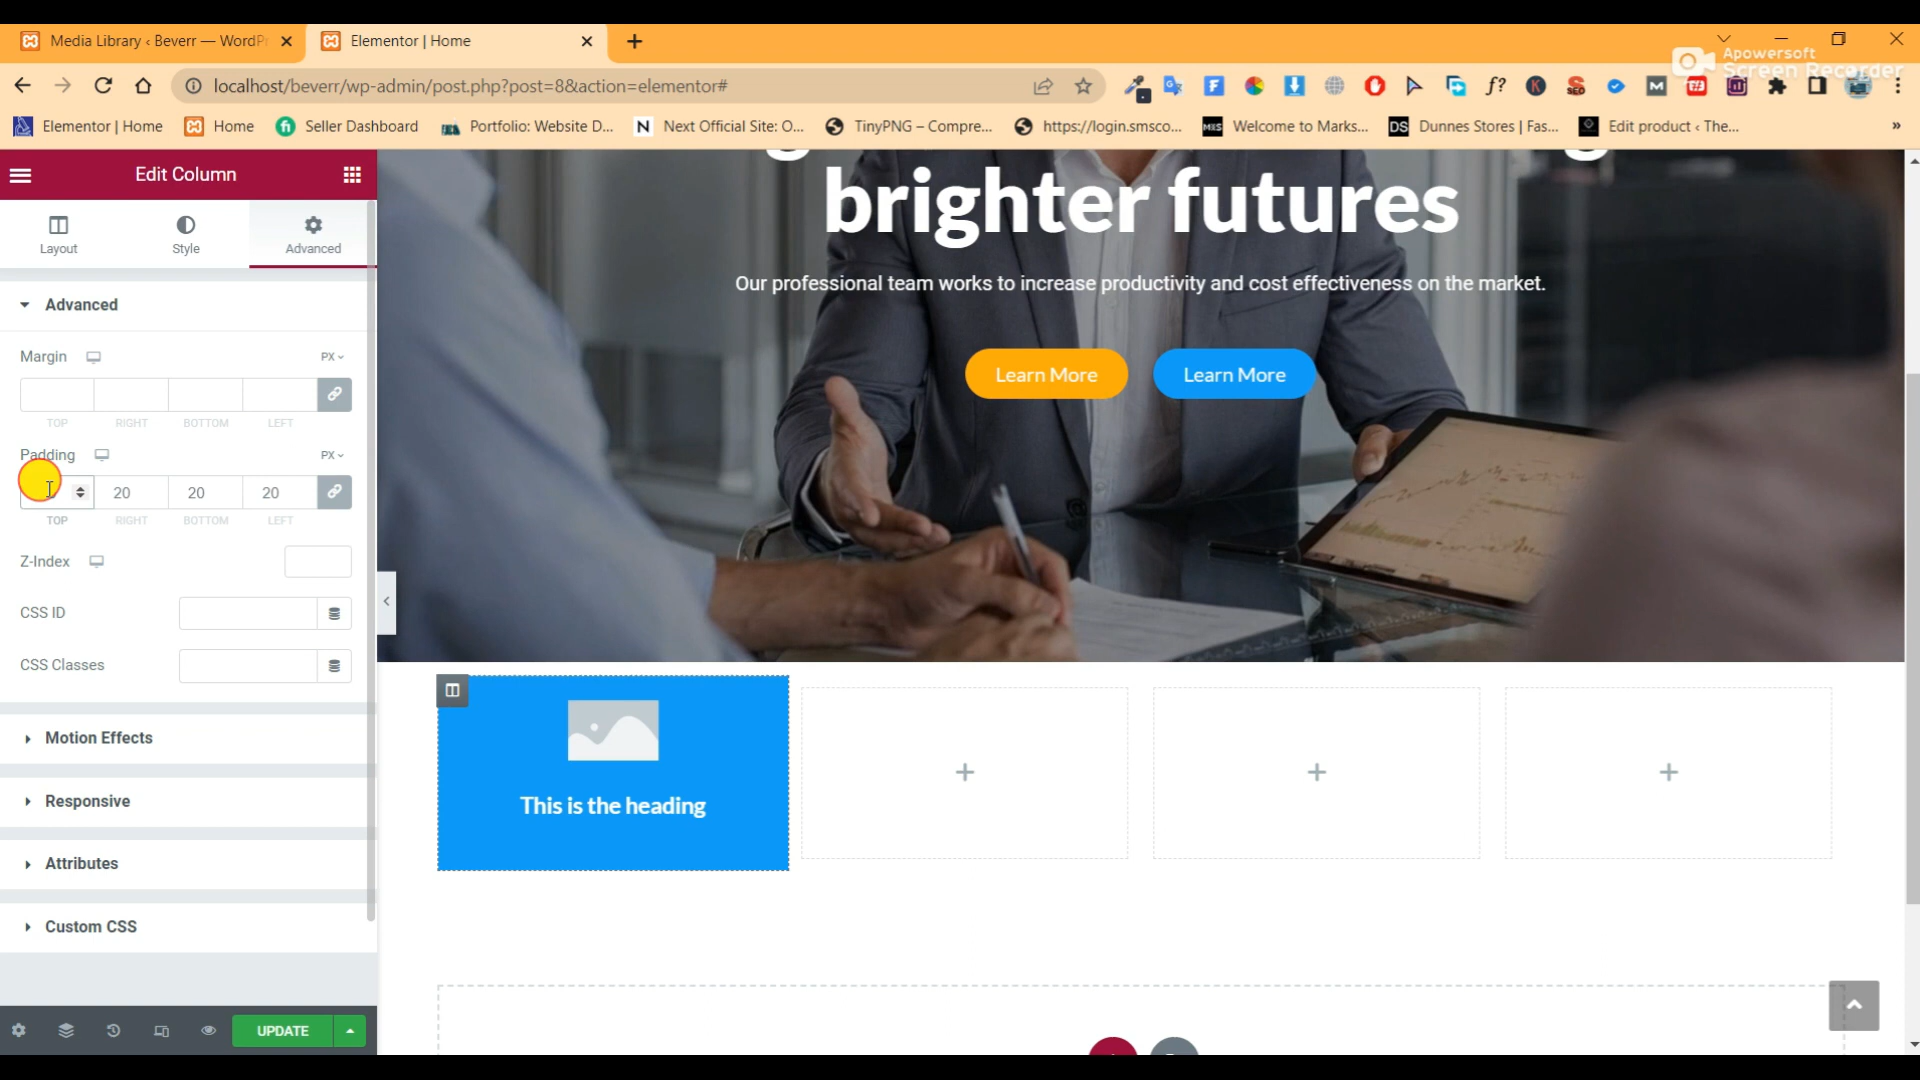 Media Library ‹ Beverr — WordPr
Elementor | Home
Apowersoft
Screen Recorder
localhost/beverr/wp-admin/post.php?post=8&action=elementor#
Elementor | Home
Home
Seller Dashboard
Portfolio: Website D...
Next Official Site: O...
TinyPNG – Compre...
https://login.smsco...
Welcome to Marks...
Dunnes Stores | Fas...
Edit product ‹ The...
Edit Column
Layout
Style
Advanced
Advanced
Margin
PX
TOP
RIGHT
BOTTOM
LEFT
Padding
PX
20
20
20
TOP
RIGHT
BOTTOM
LEFT
Z-Index
CSS ID
CSS Classes
Motion Effects
Responsive
Attributes
Custom CSS
UPDATE
brighter futures
Our professional team works to increase productivity and cost effectiveness on the market.
Learn More
Learn More
This is the heading